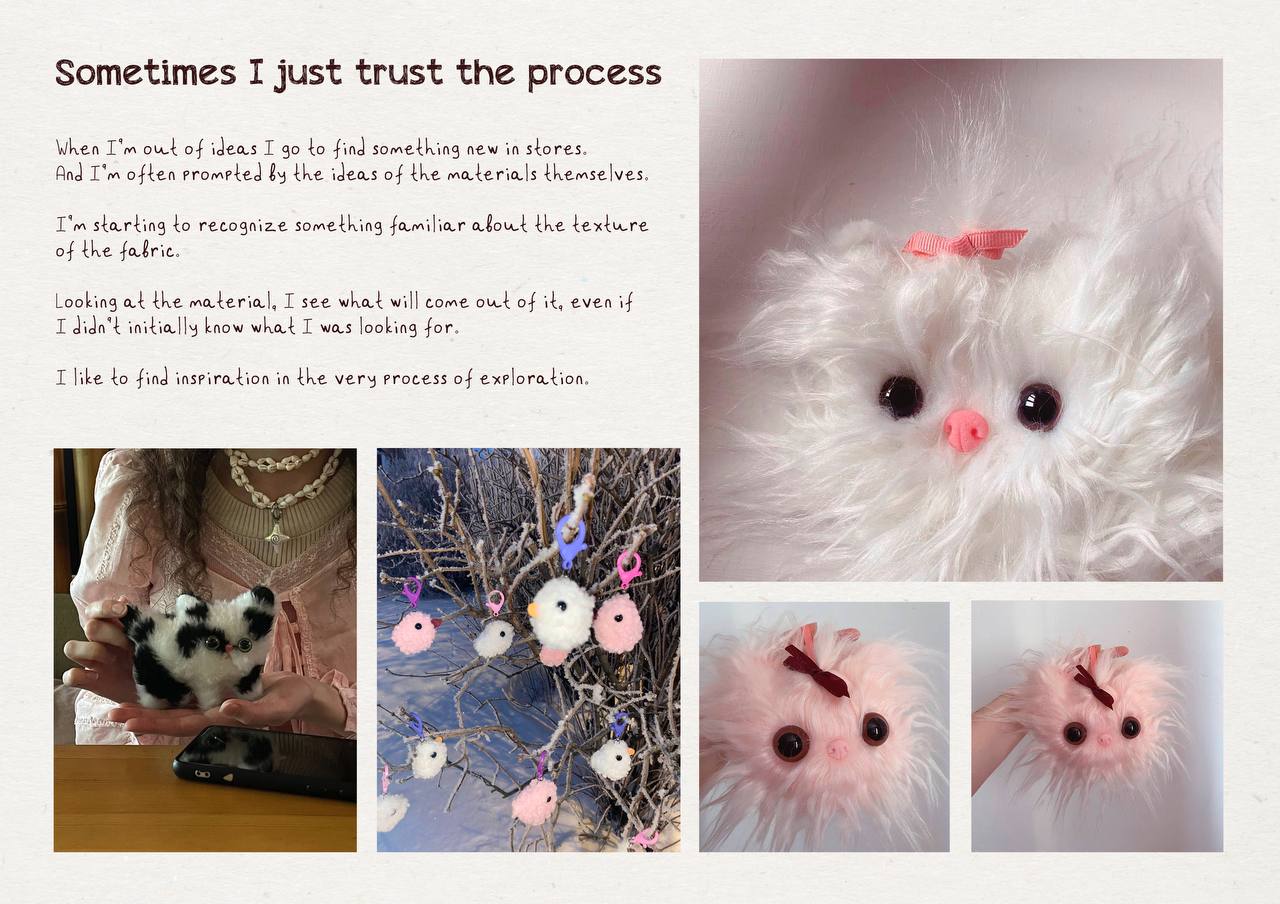 Sometimes I just trust the process
When I'm out of ideas I go to find something new in stores.
And I'm often prompted by the ideas of the materials themselves.
I'm starting to recognize something familiar about the texture
of the fabric.
Looking at the material, I see what will come out of it, even if
I didn't initially know what I was looking for.
I like to find inspiration in the very process of exploration.